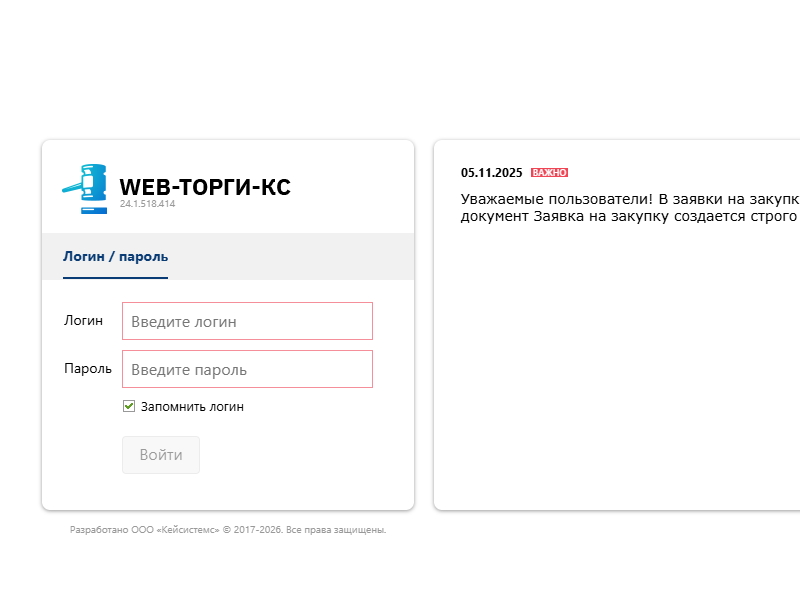 WEB-ТОРГИ-КС
24.1.518.414
Логин / пароль
Логин
Введите логин
Пароль
Введите пароль
Запомнить логин
Войти
05.11.2025 ВАЖНО
Уважаемые пользователи! В заявки на закупк
документ Заявка на закупку создается строго
Разработано ООО «Кейсистемс» © 2017-2026. Все права защищены.